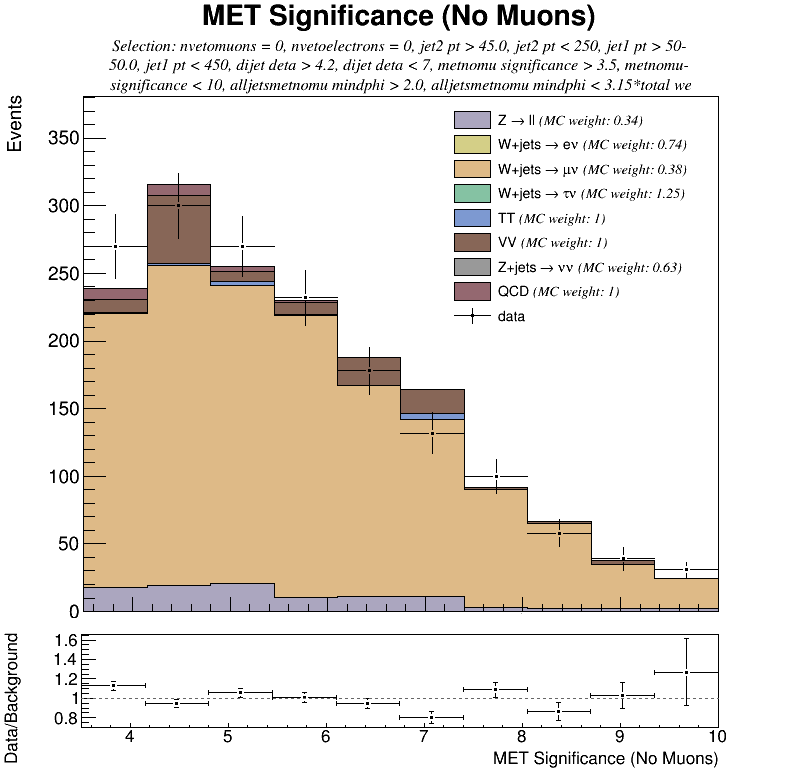 MET Significance (No Muons)
Selection: nvetomuons = 0, nvetoelectrons = 0, jet2 pt > 45.0, jet2 pt < 250, jet1 pt > 50-
50.0, jet1 pt < 450, dijet deta > 4.2, dijet deta < 7, metnomu significance > 3.5, metnomu-
significance < 10, alljetsmetnomu mindphi > 2.0, alljetsmetnomu mindphi < 3.15*total we
Events
350
300
250
200
150
100
50
0
Z → ll (MC weight: 0.34)
W+jets → eν (MC weight: 0.74)
W+jets → μν (MC weight: 0.38)
W+jets → τν (MC weight: 1.25)
TT (MC weight: 1)
VV (MC weight: 1)
Z+jets → νν (MC weight: 0.63)
QCD (MC weight: 1)
data
Data/Background
1.6
1.4
1.2
1
0.8
4 5 6 7 8 9 10
MET Significance (No Muons)